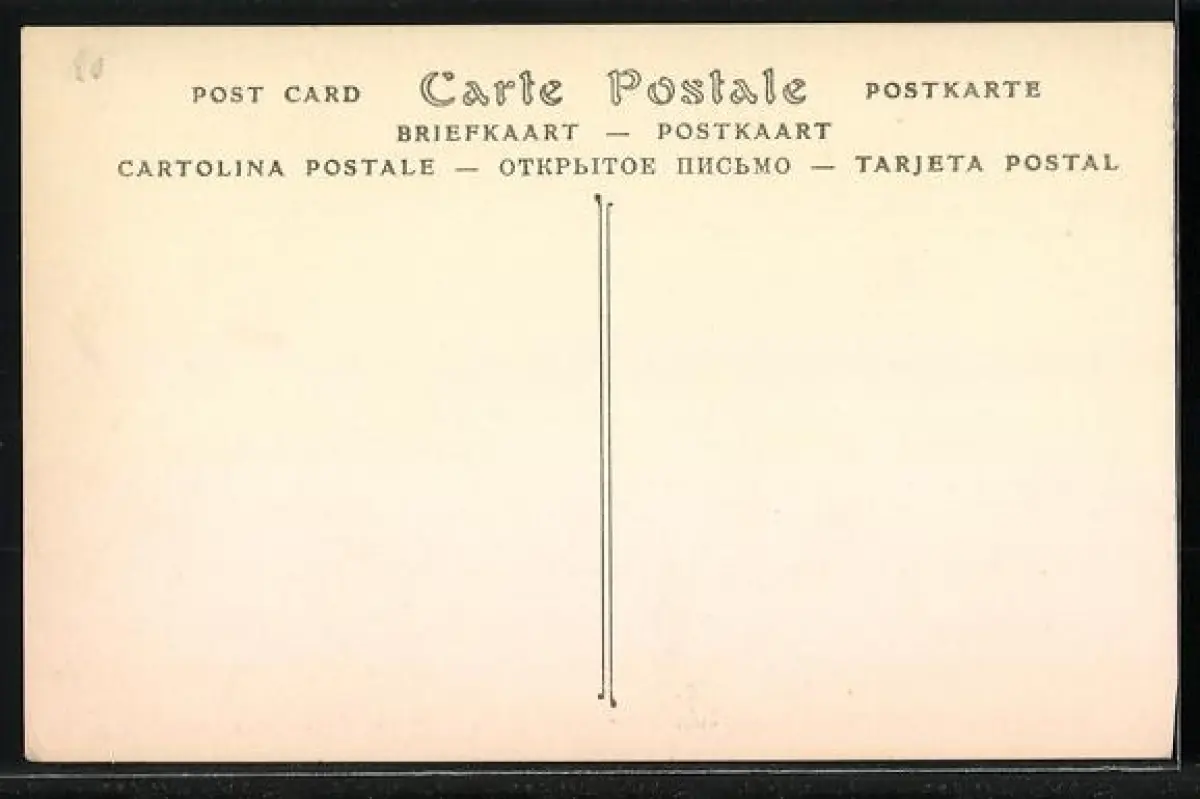 POST CARD Carte Postale POSTKARTE
BRIEFKAART — POSTKAART
CARTOLINA POSTALE — ОТКРЫТОЕ ПИСЬМО — TARJETA POSTAL